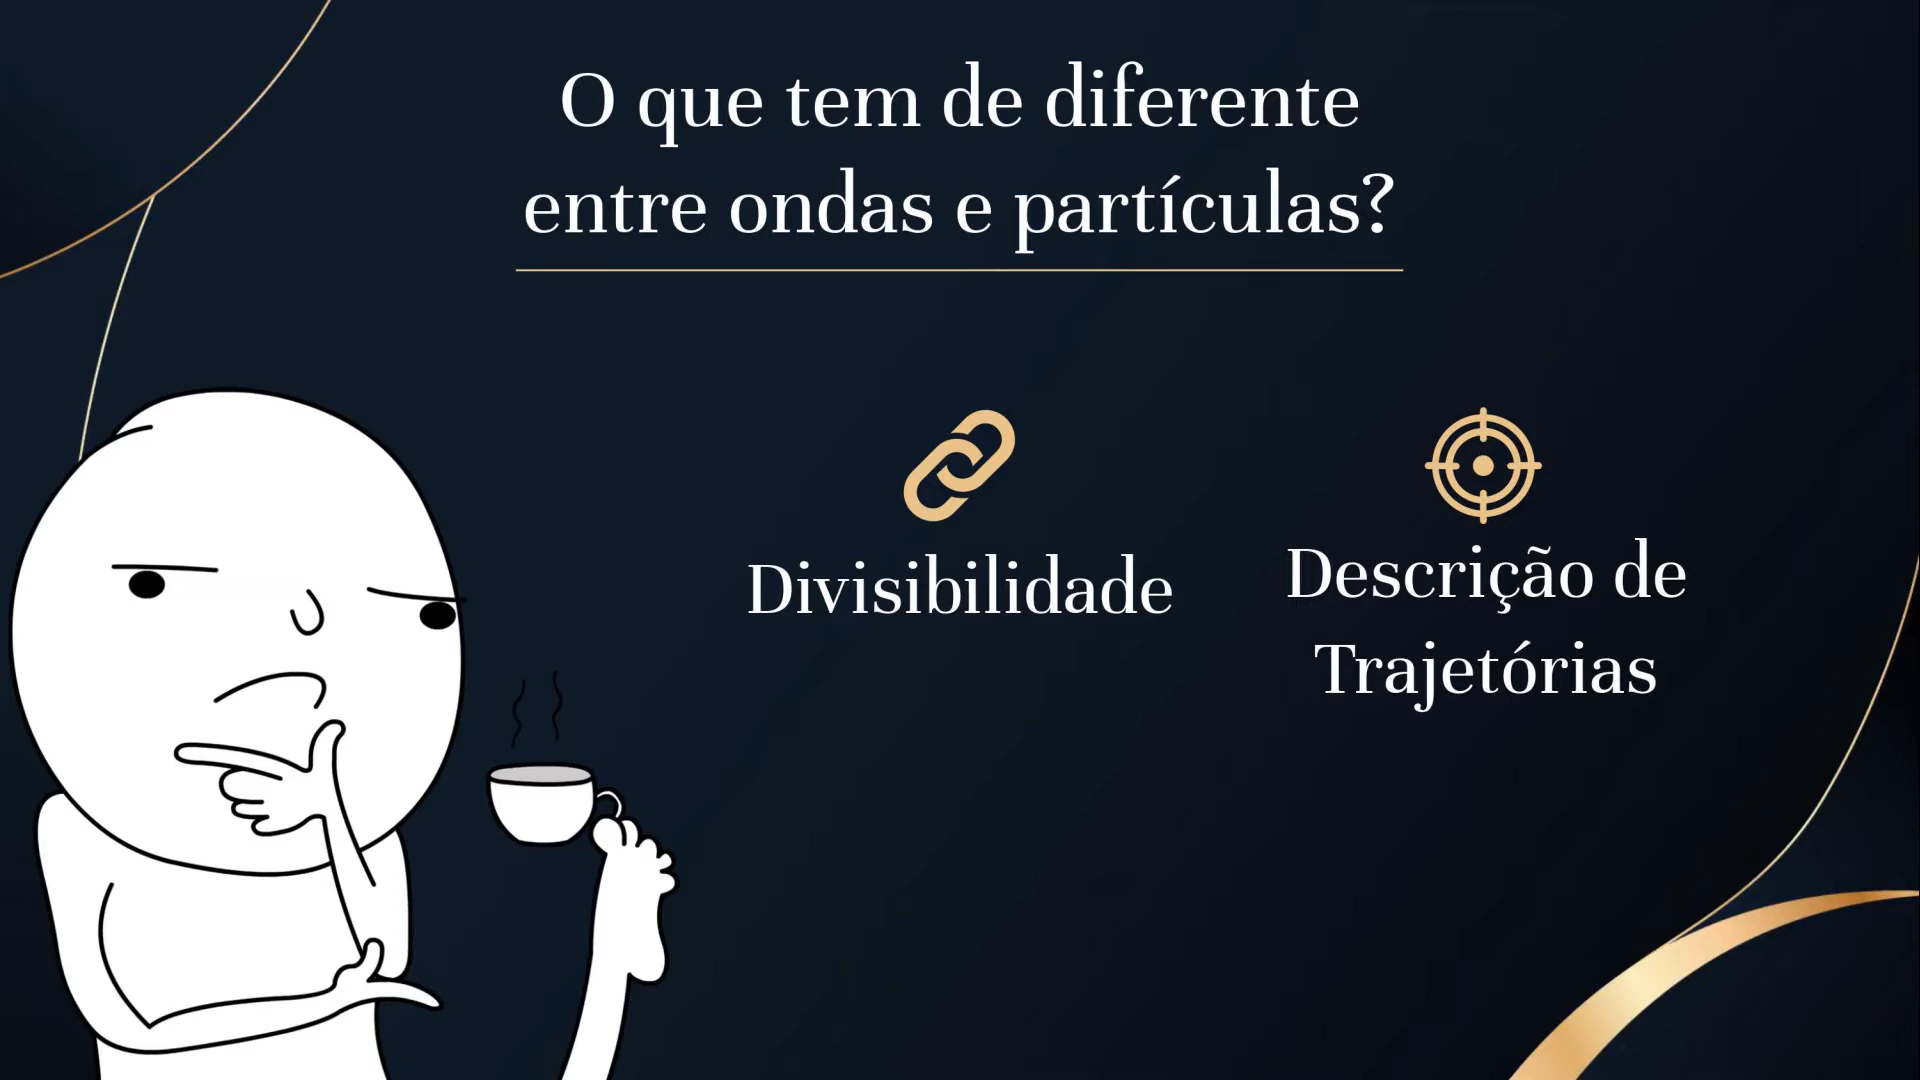 O que tem de diferente
entre ondas e partículas?
Divisibilidade
Descrição de
Trajetórias